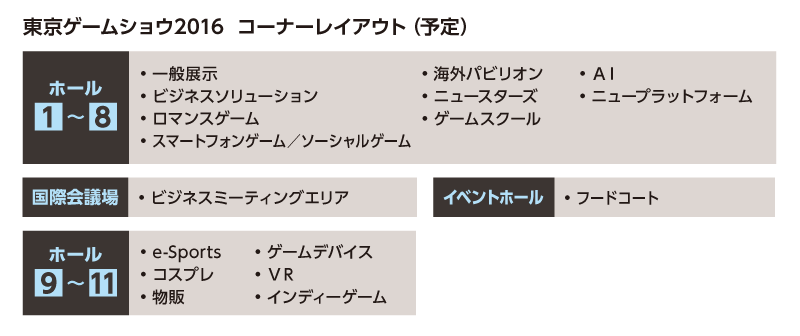 東京ゲームショウ2016 コーナーレイアウト（予定）
ホール
1～8
・一般展示
・ビジネスソリューション
・ロマンスゲーム
・スマートフォンゲーム／ソーシャルゲーム
・海外パビリオン
・ニュースターズ
・ゲームスクール
・ＡＩ
・ニュープラットフォーム
国際会議場
・ビジネスミーティングエリア
イベントホール
・フードコート
ホール
9～11
・e-Sports
・コスプレ
・物販
・ゲームデバイス
・ＶＲ
・インディーゲーム